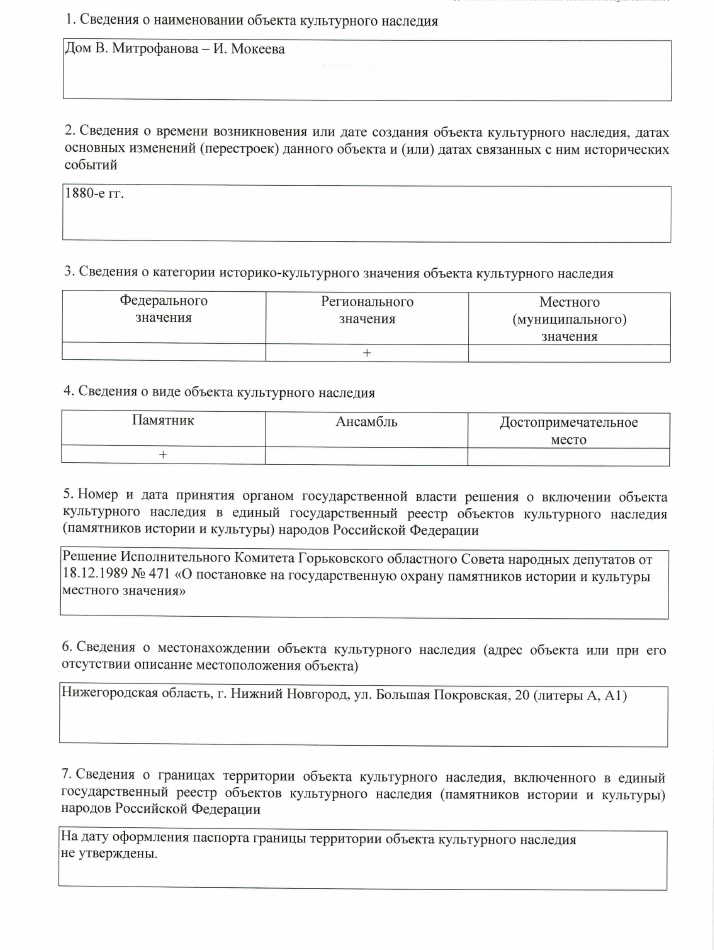 1. Сведения о наименовании объекта культурного наследия
Дом В. Митрофанова – И. Мокеева
2. Сведения о времени возникновения или дате создания объекта культурного наследия, датах
основных изменений (перестроек) данного объекта и (или) датах связанных с ним исторических
событий
1880-е гг.
3. Сведения о категории историко-культурного значения объекта культурного наследия
Федерального
значения
Регионального
значения
Местного
(муниципального)
значения
+
4. Сведения о виде объекта культурного наследия
Памятник
Ансамбль
Достопримечательное
место
+
5. Номер и дата принятия органом государственной власти решения о включении объекта
культурного наследия в единый государственный реестр объектов культурного наследия
(памятников истории и культуры) народов Российской Федерации
Решение Исполнительного Комитета Горьковского областного Совета народных депутатов от
18.12.1989 № 471 «О постановке на государственную охрану памятников истории и культуры
местного значения»
6. Сведения о местонахождении объекта культурного наследия (адрес объекта или при его
отсутствии описание местоположения объекта)
Нижегородская область, г. Нижний Новгород, ул. Большая Покровская, 20 (литеры А, А1)
7. Сведения о границах территории объекта культурного наследия, включенного в единый
государственный реестр объектов культурного наследия (памятников истории и культуры)
народов Российской Федерации
На дату оформления паспорта границы территории объекта культурного наследия
не утверждены.